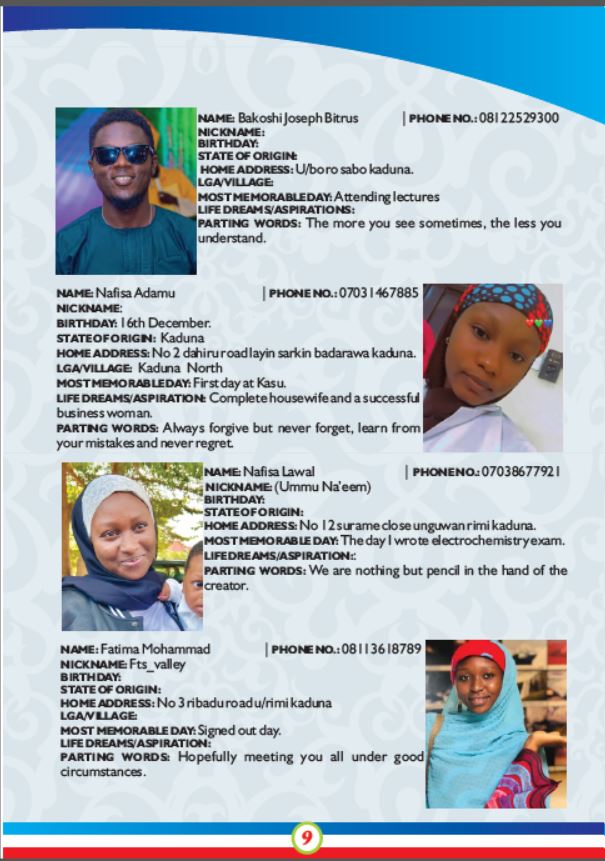 NAME: Bakoshi Joseph Bitrus | PHONE NO.: 08122529300
NICKNAME:
BIRTHDAY:
STATE OF ORIGIN:
HOME ADDRESS: U/boro sabo kaduna.
LGA/VILLAGE:
MOST MEMORABLE DAY: Attending lectures
LIFE DREAMS/ASPIRATIONS:
PARTING WORDS: The more you see sometimes, the less you
understand.
NAME: Nafisa Adamu | PHONE NO.: 07031467885
NICKNAME:
BIRTHDAY: 16th December.
STATE OF ORIGIN: Kaduna
HOME ADDRESS: No 2 dahiru road layin sarkin badarawa kaduna.
LGA/VILLAGE: Kaduna North
MOST MEMORABLE DAY: First day at Kasu.
LIFE DREAMS/ASPIRATION: Complete housewife and a successful
business woman.
PARTING WORDS: Always forgive but never forget, learn from
your mistakes and never regret.
NAME: Nafisa Lawal | PHONE NO.: 07038677921
NICKNAME: (Ummu Na'eem)
BIRTHDAY:
STATE OF ORIGIN:
HOME ADDRESS: No 12 surame close unguwan rimi kaduna.
MOST MEMORABLE DAY: The day I wrote electrochemistry exam.
LIFE DREAMS/ASPIRATION:.
PARTING WORDS: We are nothing but pencil in the hand of the
creator.
NAME: Fatima Mohammad | PHONE NO.: 08113618789
NICKNAME: Fts_valley
BIRTHDAY:
STATE OF ORIGIN:
HOME ADDRESS: No 3 ribadu road u/rimi kaduna
LGA/VILLAGE:
MOST MEMORABLE DAY: Signed out day.
LIFE DREAMS/ASPIRATION:
PARTING WORDS: Hopefully meeting you all under good
circumstances.
9